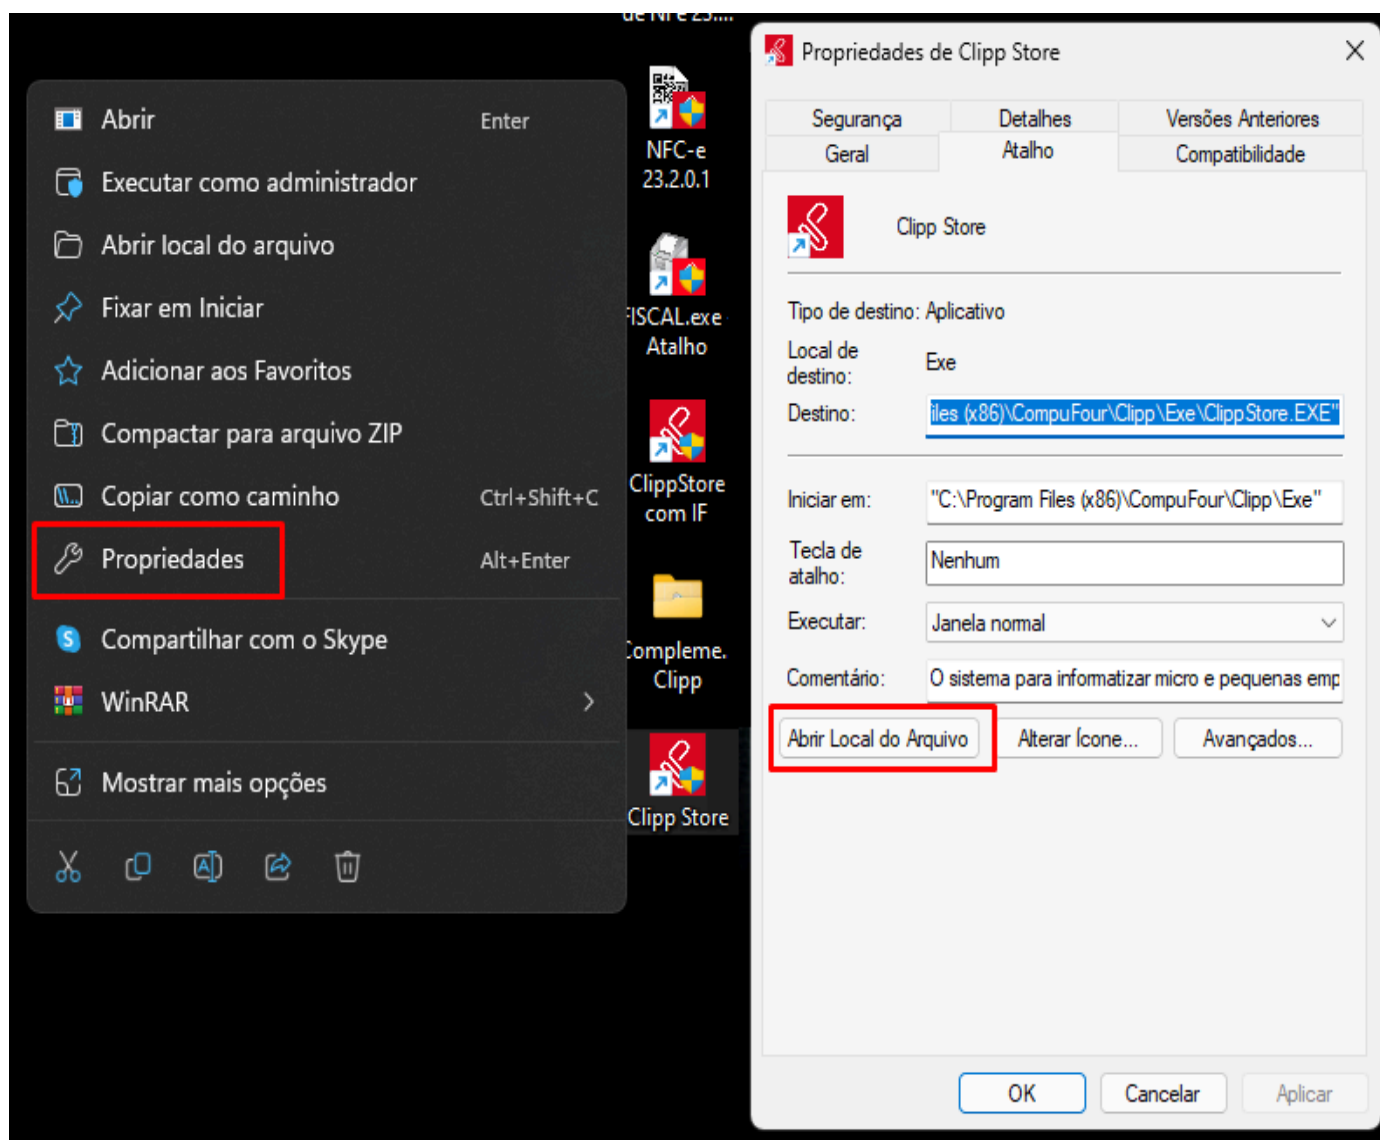 Abrir Enter
Executar como administrador
Abrir local do arquivo
Fixar em Iniciar
Adicionar aos Favoritos
Compactar para arquivo ZIP
Copiar como caminho Ctrl+Shift+C
Propriedades Alt+Enter
Compartilhar com o Skype
WinRAR
Mostrar mais opções
NFC-e
23.2.0.1
ISCAL.exe
Atalho
ClippStore
com IF
Compleme.
Clipp
Clipp Store
Propriedades de Clipp Store
Segurança Detalhes Versões Anteriores
Geral Atalho Compatibilidade
Clipp Store
Tipo de destino: Aplicativo
Local de
destino: Exe
Destino: iles (x86)\CompuFour\Clipp\Exe\ClippStore.EXE"
Iniciar em: "C:\Program Files (x86)\CompuFour\Clipp\Exe"
Tecla de
atalho: Nenhum
Executar: Janela normal
Comentário: O sistema para informatizar micro e pequenas emp
Abrir Local do Arquivo Alterar Ícone... Avançados...
OK Cancelar Aplicar